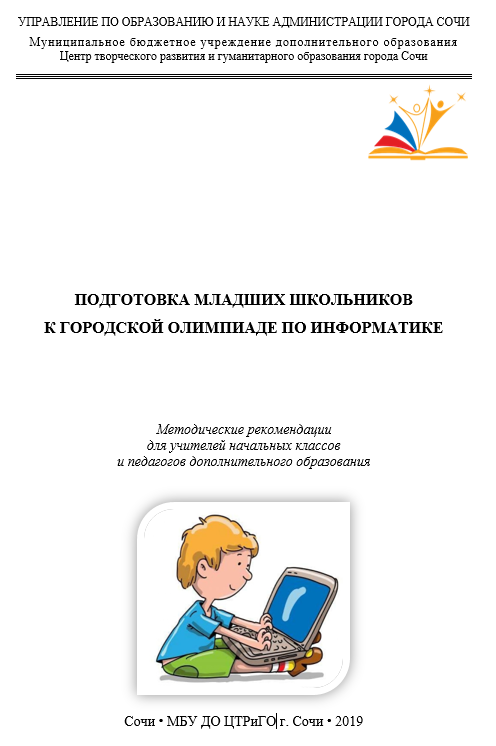 УПРАВЛЕНИЕ ПО ОБРАЗОВАНИЮ И НАУКЕ АДМИНИСТРАЦИИ ГОРОДА СОЧИ
Муниципальное бюджетное учреждение дополнительного образования
Центр творческого развития и гуманитарного образования города Сочи
ПОДГОТОВКА МЛАДШИХ ШКОЛЬНИКОВ
К ГОРОДСКОЙ ОЛИМПИАДЕ ПО ИНФОРМАТИКЕ
Методические рекомендации
для учителей начальных классов
и педагогов дополнительного образования
Сочи • МБУ ДО ЦТРиГО г. Сочи • 2019